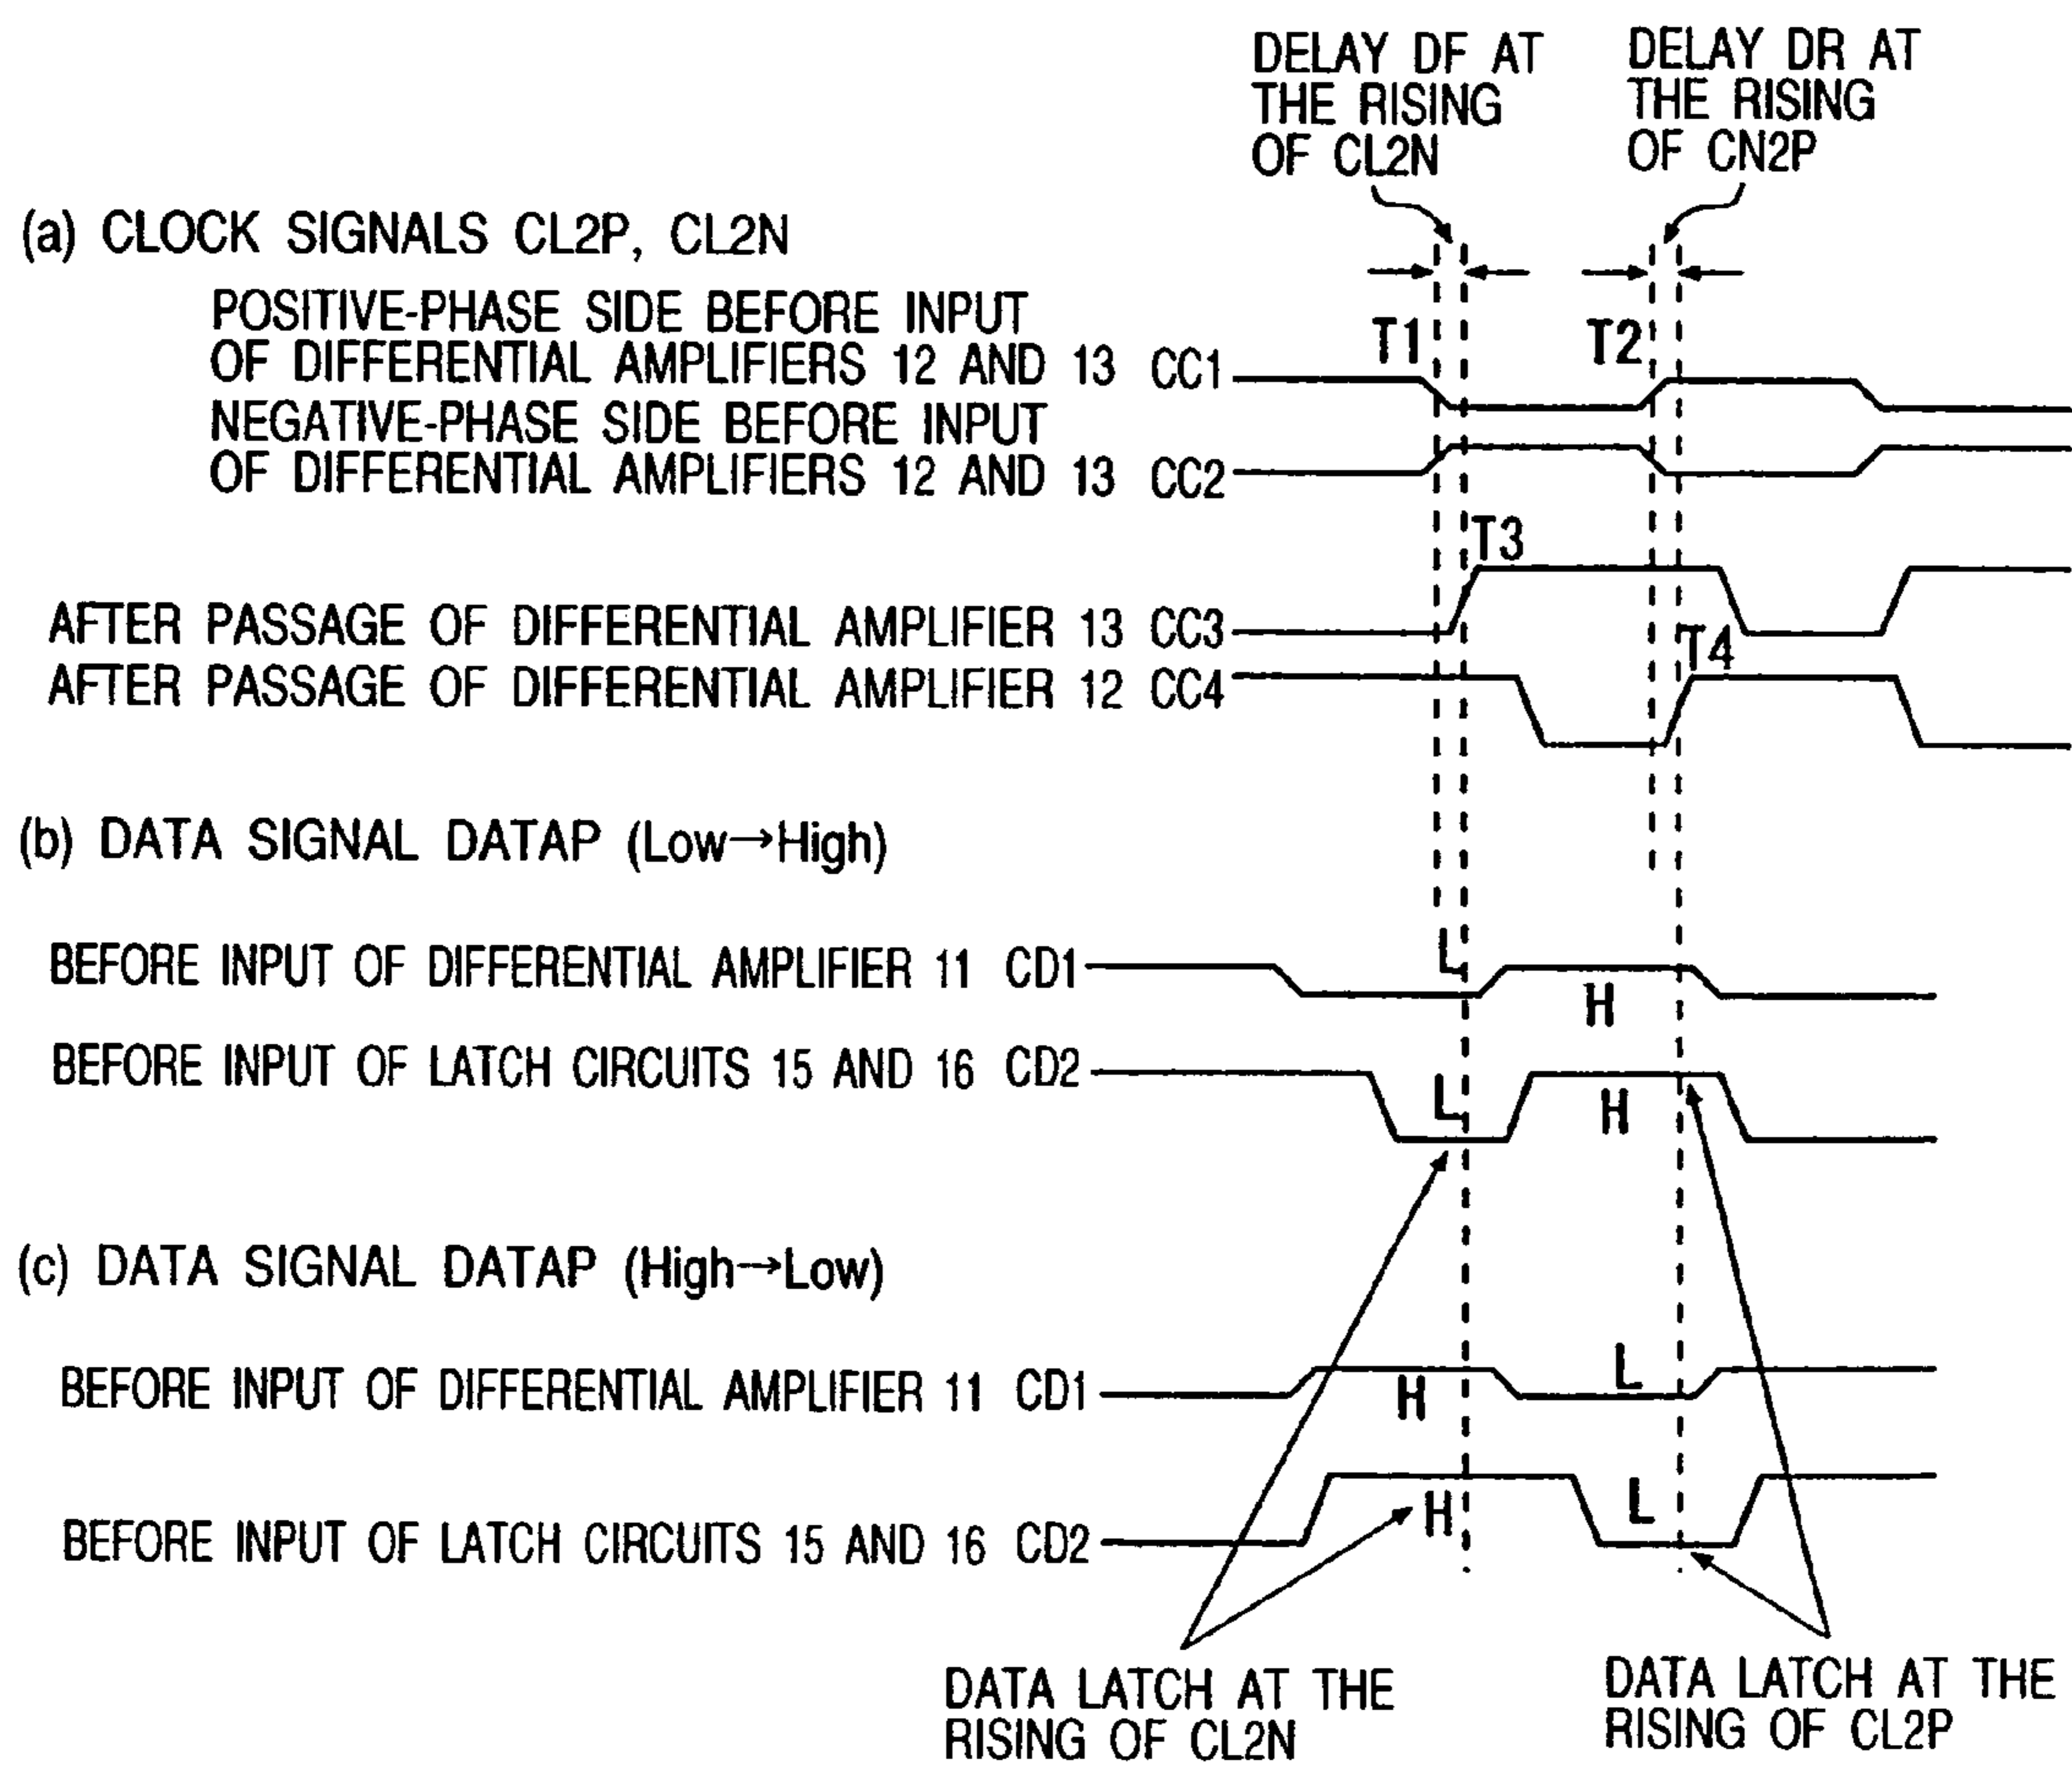 DELAY DF AT
THE RISING
OF CL2N
DELAY DR AT
THE RISING
OF CN2P
(a) CLOCK SIGNALS CL2P, CL2N
POSITIVE-PHASE SIDE BEFORE INPUT
OF DIFFERENTIAL AMPLIFIERS 12 AND 13 CC1
T1
T2
NEGATIVE-PHASE SIDE BEFORE INPUT
OF DIFFERENTIAL AMPLIFIERS 12 AND 13 CC2
T3
AFTER PASSAGE OF DIFFERENTIAL AMPLIFIER 13 CC3
T4
AFTER PASSAGE OF DIFFERENTIAL AMPLIFIER 12 CC4
(b) DATA SIGNAL DATAP (Low→High)
BEFORE INPUT OF DIFFERENTIAL AMPLIFIER 11 CD1
L
H
BEFORE INPUT OF LATCH CIRCUITS 15 AND 16 CD2
L
H
(c) DATA SIGNAL DATAP (High→Low)
BEFORE INPUT OF DIFFERENTIAL AMPLIFIER 11 CD1
H
L
BEFORE INPUT OF LATCH CIRCUITS 15 AND 16 CD2
H
L
DATA LATCH AT THE
RISING OF CL2N
DATA LATCH AT THE
RISING OF CL2P